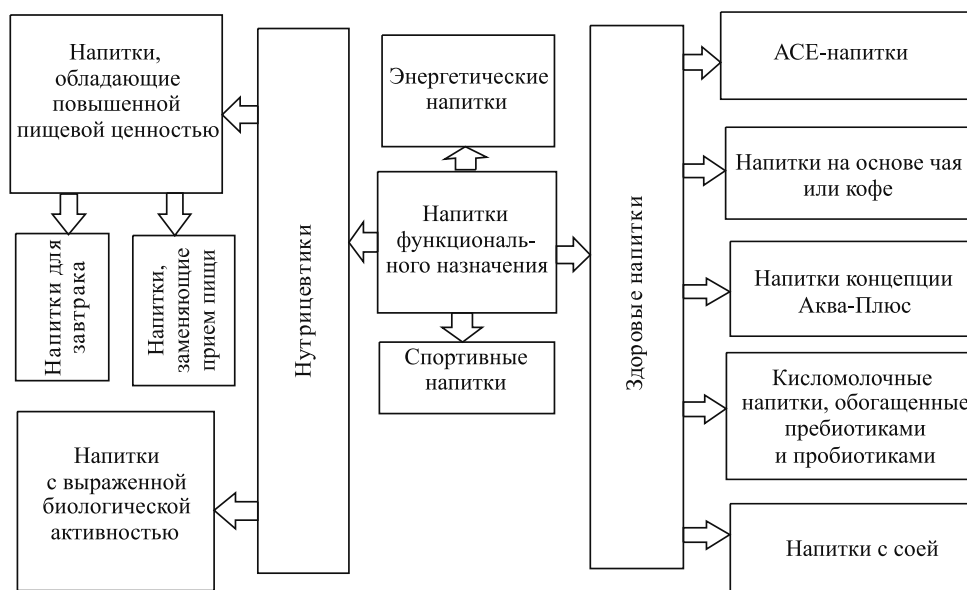 Напитки,
обладающие
повышенной
пищевой ценностью
Напитки для
завтрака
Напитки,
заменяющие
прием пищи
Напитки
с выраженной
биологической
активностью
Нутрицевтики
Энергетические
напитки
Напитки
функциональ-
ного назначения
Спортивные
напитки
Здоровые напитки
АСЕ-напитки
Напитки на основе чая
или кофе
Напитки концепции
Аква-Плюс
Кисломолочные
напитки, обогащенные
пребиотиками
и пробиотиками
Напитки с соей